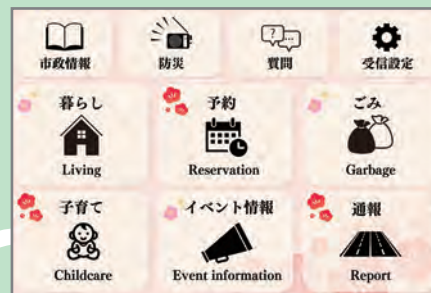 市政情報 防災 質問 受信設定
暮らし 予約 ごみ
Living Reservation Garbage
子育て イベント情報 通報
Childcare Event information Report